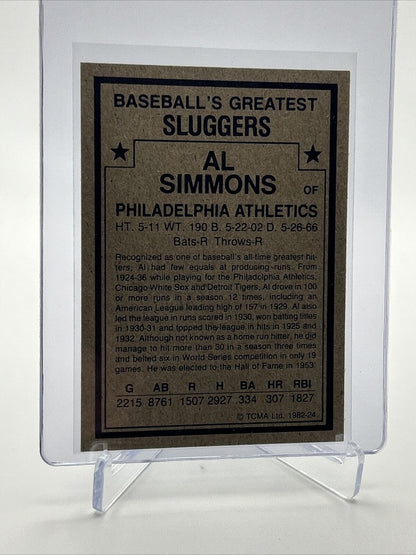 BASEBALL'S GREATEST
SLUGGERS
AL
SIMMONS OF
PHILADELPHIA ATHLETICS
HT. 5-11 WT. 190 B. 5-22-02 D. 5-26-66
Bats-R Throws-R
Recognized as one of baseball's all-time greatest hit-
ters, Al had few equals at producing runs. From
1924-36 while playing for the Philadelphia Athletics,
Chicago White Sox and Detroit Tigers, Al drove in 100
or more runs in a season 12 times, including an
American League leading high of 157 in 1929. Al also
led the league in runs scored in 1930, won batting titles
in 1930-31 and topped the league in hits in 1925 and
1932. Although not known as a home run hitter, he did
manage to hit more than 30 in a season three times
and belted six in World Series competition in only 19
games. He was elected to the Hall of Fame in 1953.
G AB R H BA HR RBI
2215 8761 1507 2927 .334 307 1827
© TCMA Ltd. 1982-24